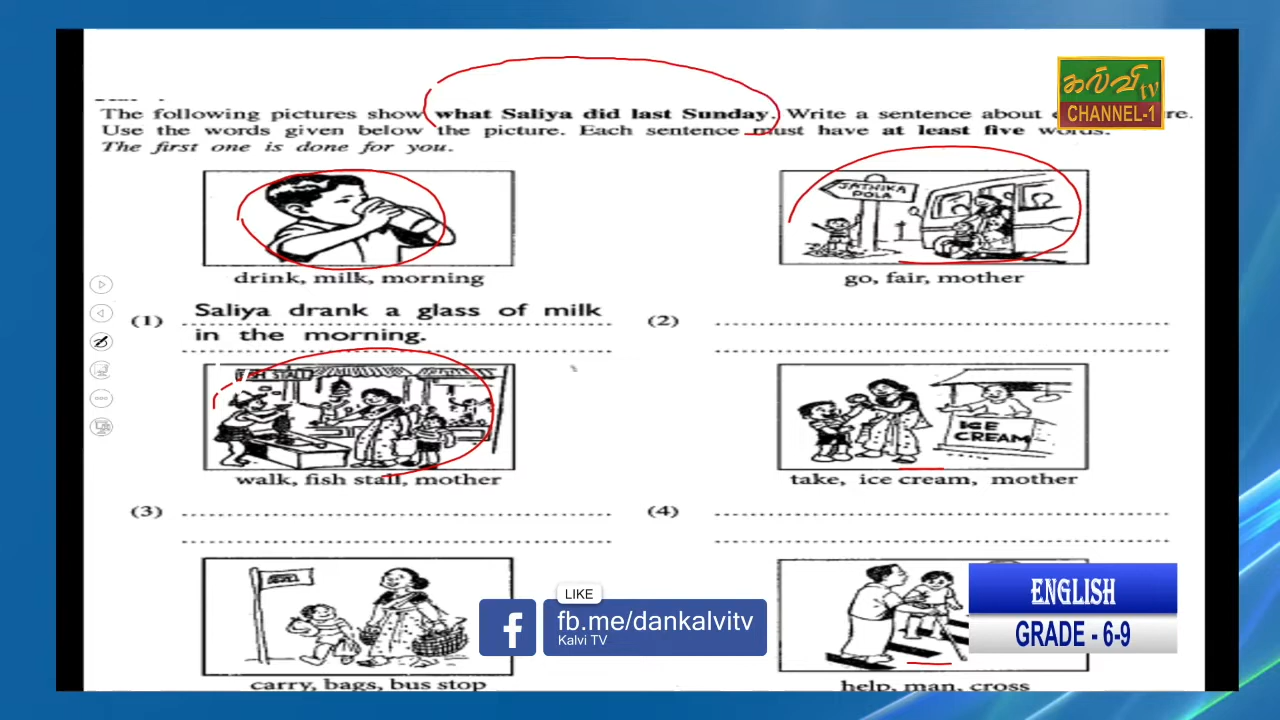 கல்வி tv
CHANNEL-1
The following pictures show what Saliya did last Sunday. Write a sentence about
Use the words given below the picture. Each sentence must have at least five words.
The first one is done for you.
JATHIKA
POLA
drink, milk, morning
go, fair, mother
(1) Saliya drank a glass of milk
in the morning.
(2)
FISH STALL
ICE
CREAM
walk, fish stall, mother
take, ice cream, mother
(3)
(4)
LIKE
f
fb.me/dankalvitv
Kalvi TV
ENGLISH
GRADE - 6-9
carry, bags, bus stop
help, man, cross